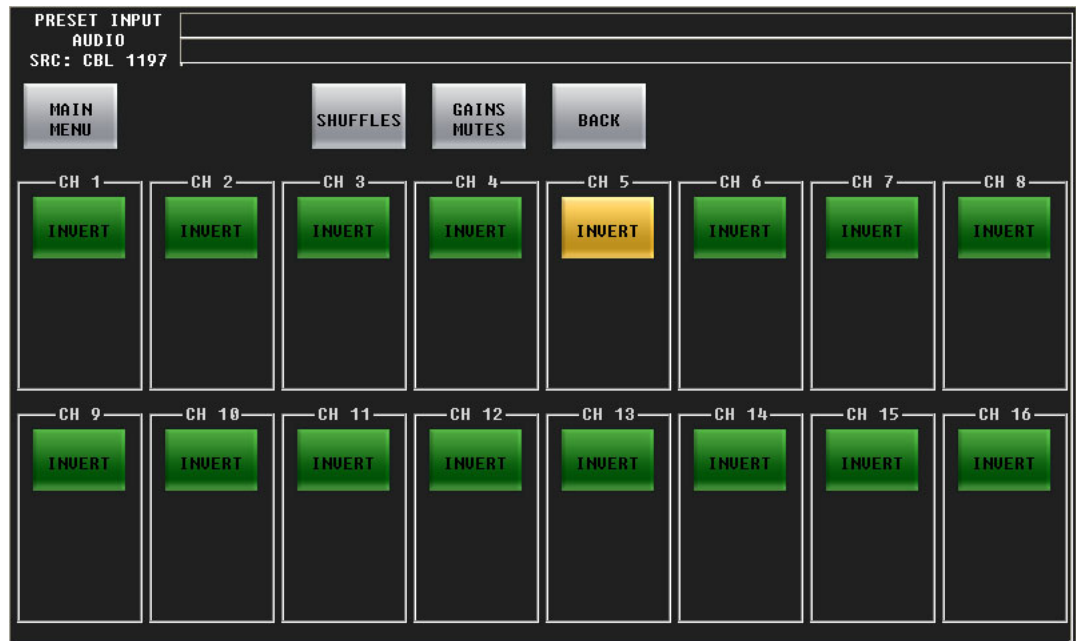 PRESET INPUT
AUDIO
SRC: CBL 1197
MAIN
MENU
SHUFFLES
GAINS
MUTES
BACK
CH 1
CH 2
CH 3
CH 4
CH 5
CH 6
CH 7
CH 8
INVERT
INVERT
INVERT
INVERT
INVERT
INVERT
INVERT
INVERT
CH 9
CH 10
CH 11
CH 12
CH 13
CH 14
CH 15
CH 16
INVERT
INVERT
INVERT
INVERT
INVERT
INVERT
INVERT
INVERT